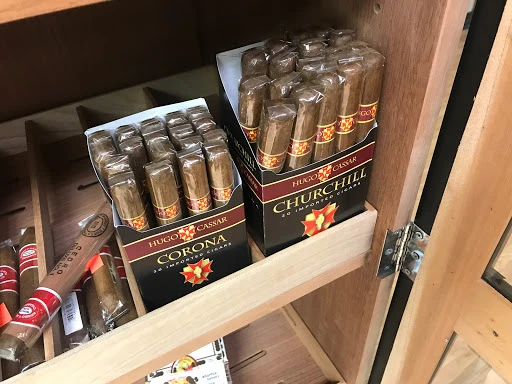 HUGO CASSAR
CHURCHILL
20 IMPORTED CIGARS
HUGO CASSAR
CORONA
20 IMPORTED CIGARS